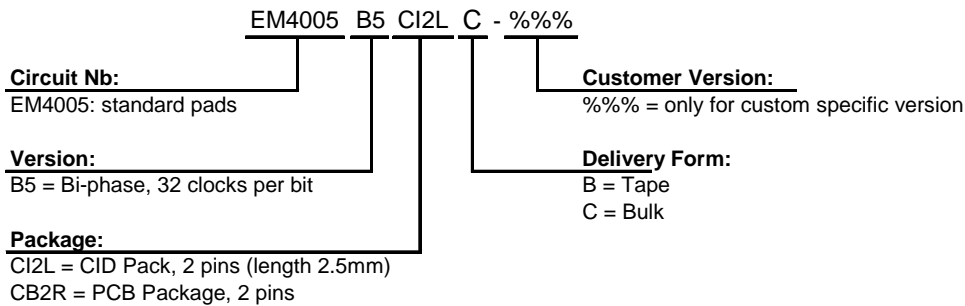 EM4005 B5 CI2L C - %%%
Circuit Nb:
EM4005: standard pads
Version:
B5 = Bi-phase, 32 clocks per bit
Package:
CI2L = CID Pack, 2 pins (length 2.5mm)
CB2R = PCB Package, 2 pins
Customer Version:
%%% = only for custom specific version
Delivery Form:
B = Tape
C = Bulk